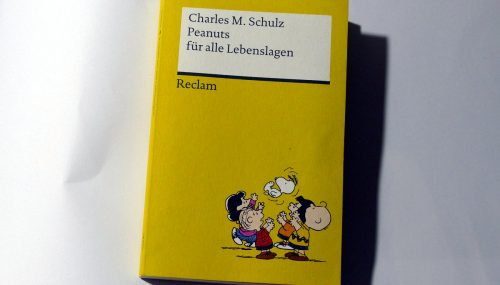 Charles M. Schulz
Peanuts
für alle Lebenslagen
Reclam